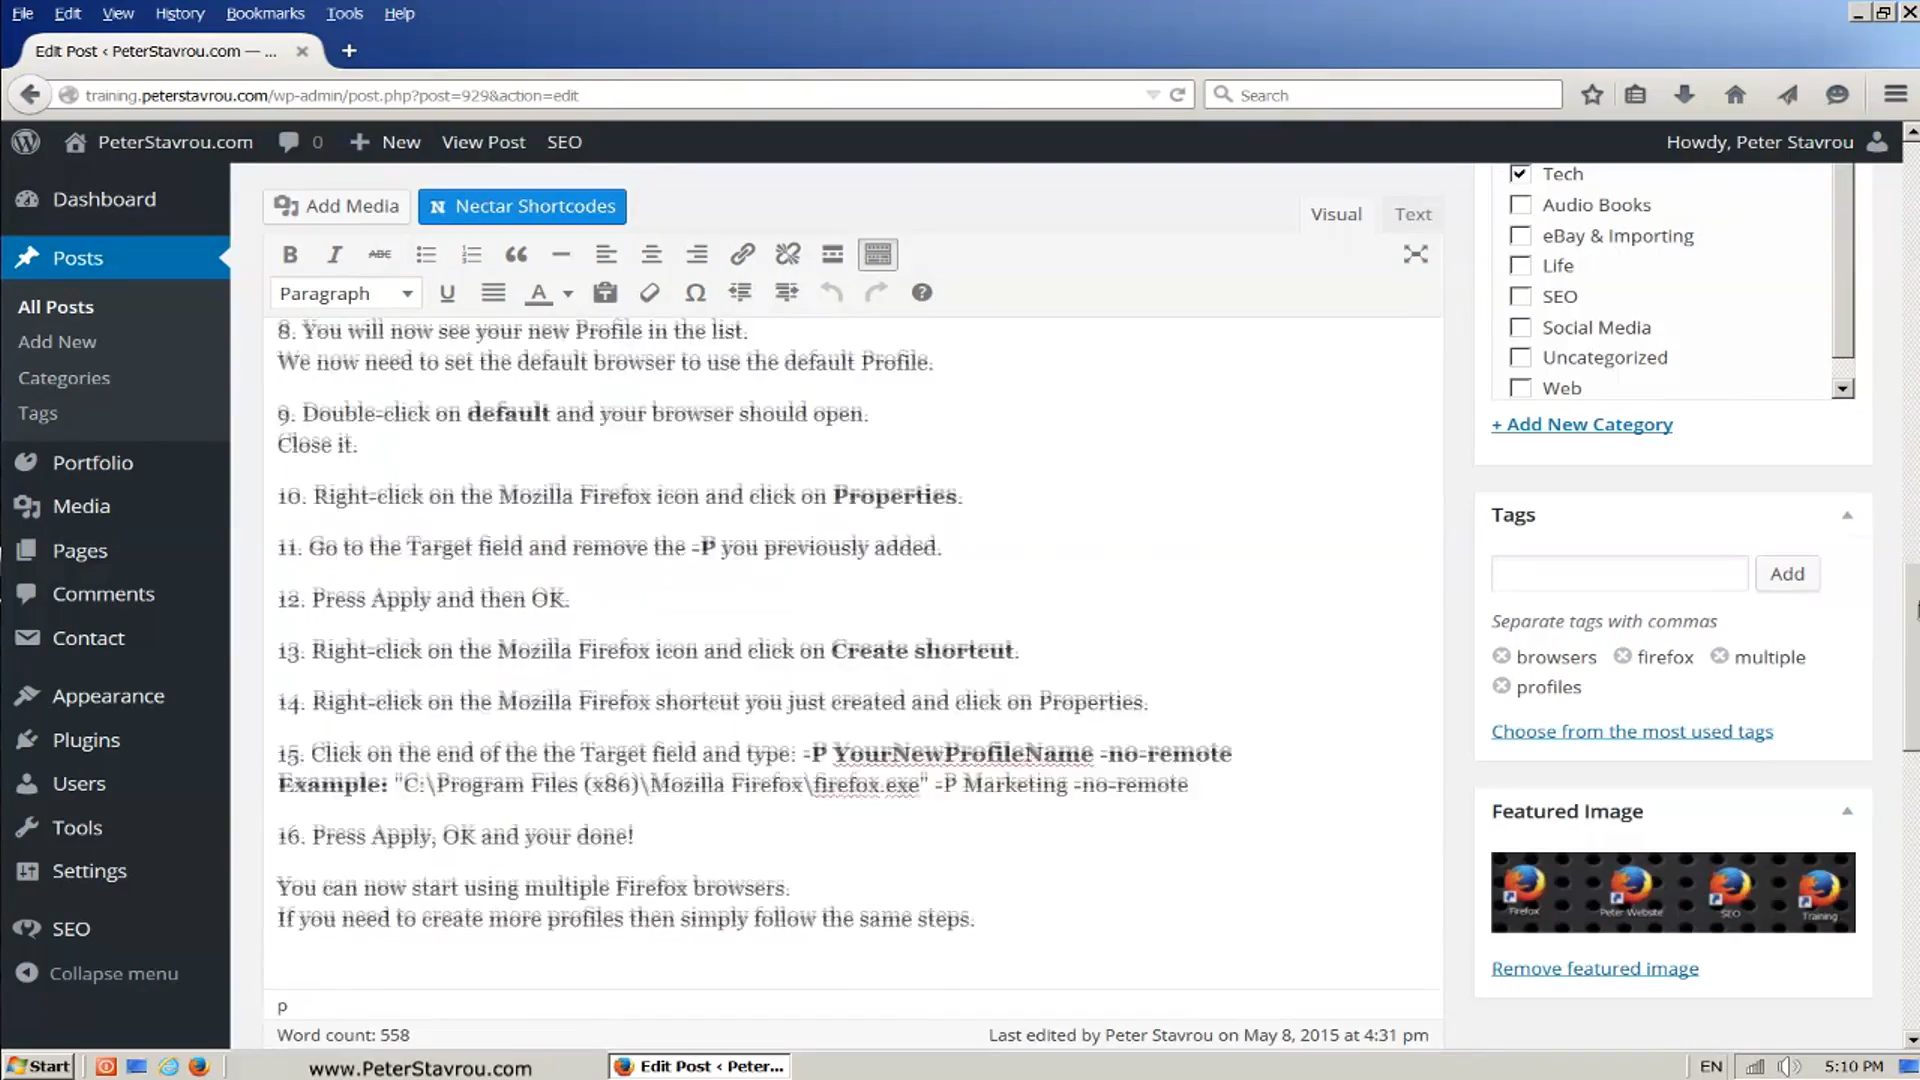 File Edit View History Bookmarks Tools Help
Edit Post ‹ PeterStavrou.com — ...
training.peterstavrou.com/wp-admin/post.php?post=929&action=edit
Search
PeterStavrou.com 0 New View Post SEO
Howdy, Peter Stavrou
Dashboard
Posts
All Posts
Add New
Categories
Tags
Portfolio
Media
Pages
Comments
Contact
Appearance
Plugins
Users
Tools
Settings
SEO
Collapse menu
Add Media
N Nectar Shortcodes
Visual Text
B I ABC
Paragraph U A Ω
8. You will now see your new Profile in the list.
We now need to set the default browser to use the default Profile.
9. Double-click on default and your browser should open.
Close it.
10. Right-click on the Mozilla Firefox icon and click on Properties.
11. Go to the Target field and remove the -P you previously added.
12. Press Apply and then OK.
13. Right-click on the Mozilla Firefox icon and click on Create shortcut.
14. Right-click on the Mozilla Firefox shortcut you just created and click on Properties.
15. Click on the end of the the Target field and type: -P YourNewProfileName -no-remote
Example: "C:\Program Files (x86)\Mozilla Firefox\firefox.exe" -P Marketing -no-remote
16. Press Apply, OK and your done!
You can now start using multiple Firefox browsers.
If you need to create more profiles then simply follow the same steps.
p
Word count: 558
Last edited by Peter Stavrou on May 8, 2015 at 4:31 pm
Tech
Audio Books
eBay & Importing
Life
SEO
Social Media
Uncategorized
Web
+ Add New Category
Tags
Add
Separate tags with commas
browsers firefox multiple
profiles
Choose from the most used tags
Featured Image
Firefox Peter Website SEO Training
Remove featured image
Start
www.PeterStavrou.com
Edit Post ‹ Peter...
EN
5:10 PM